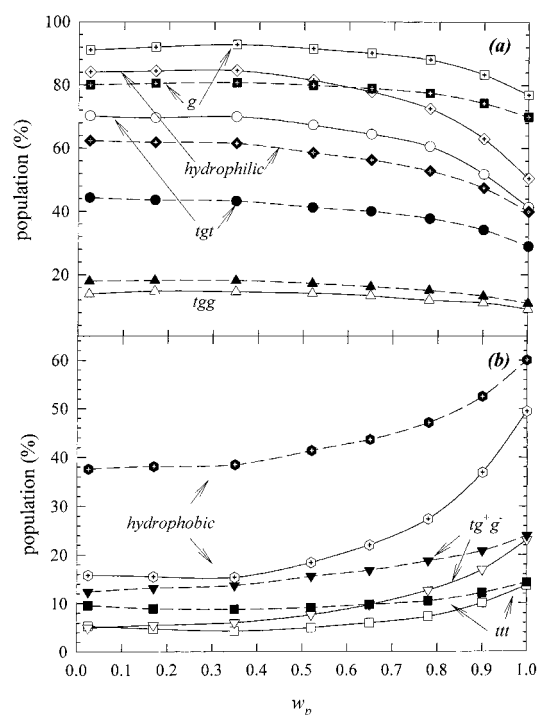 100
(a)
80
g
60
hydrophilic
40
tgt
20
tgg
population (%)
60
(b)
50
40
hydrophobic
30
tg+g-
20
10
ttt
0
population (%)
0.0 0.1 0.2 0.3 0.4 0.5 0.6 0.7 0.8 0.9 1.0
wp